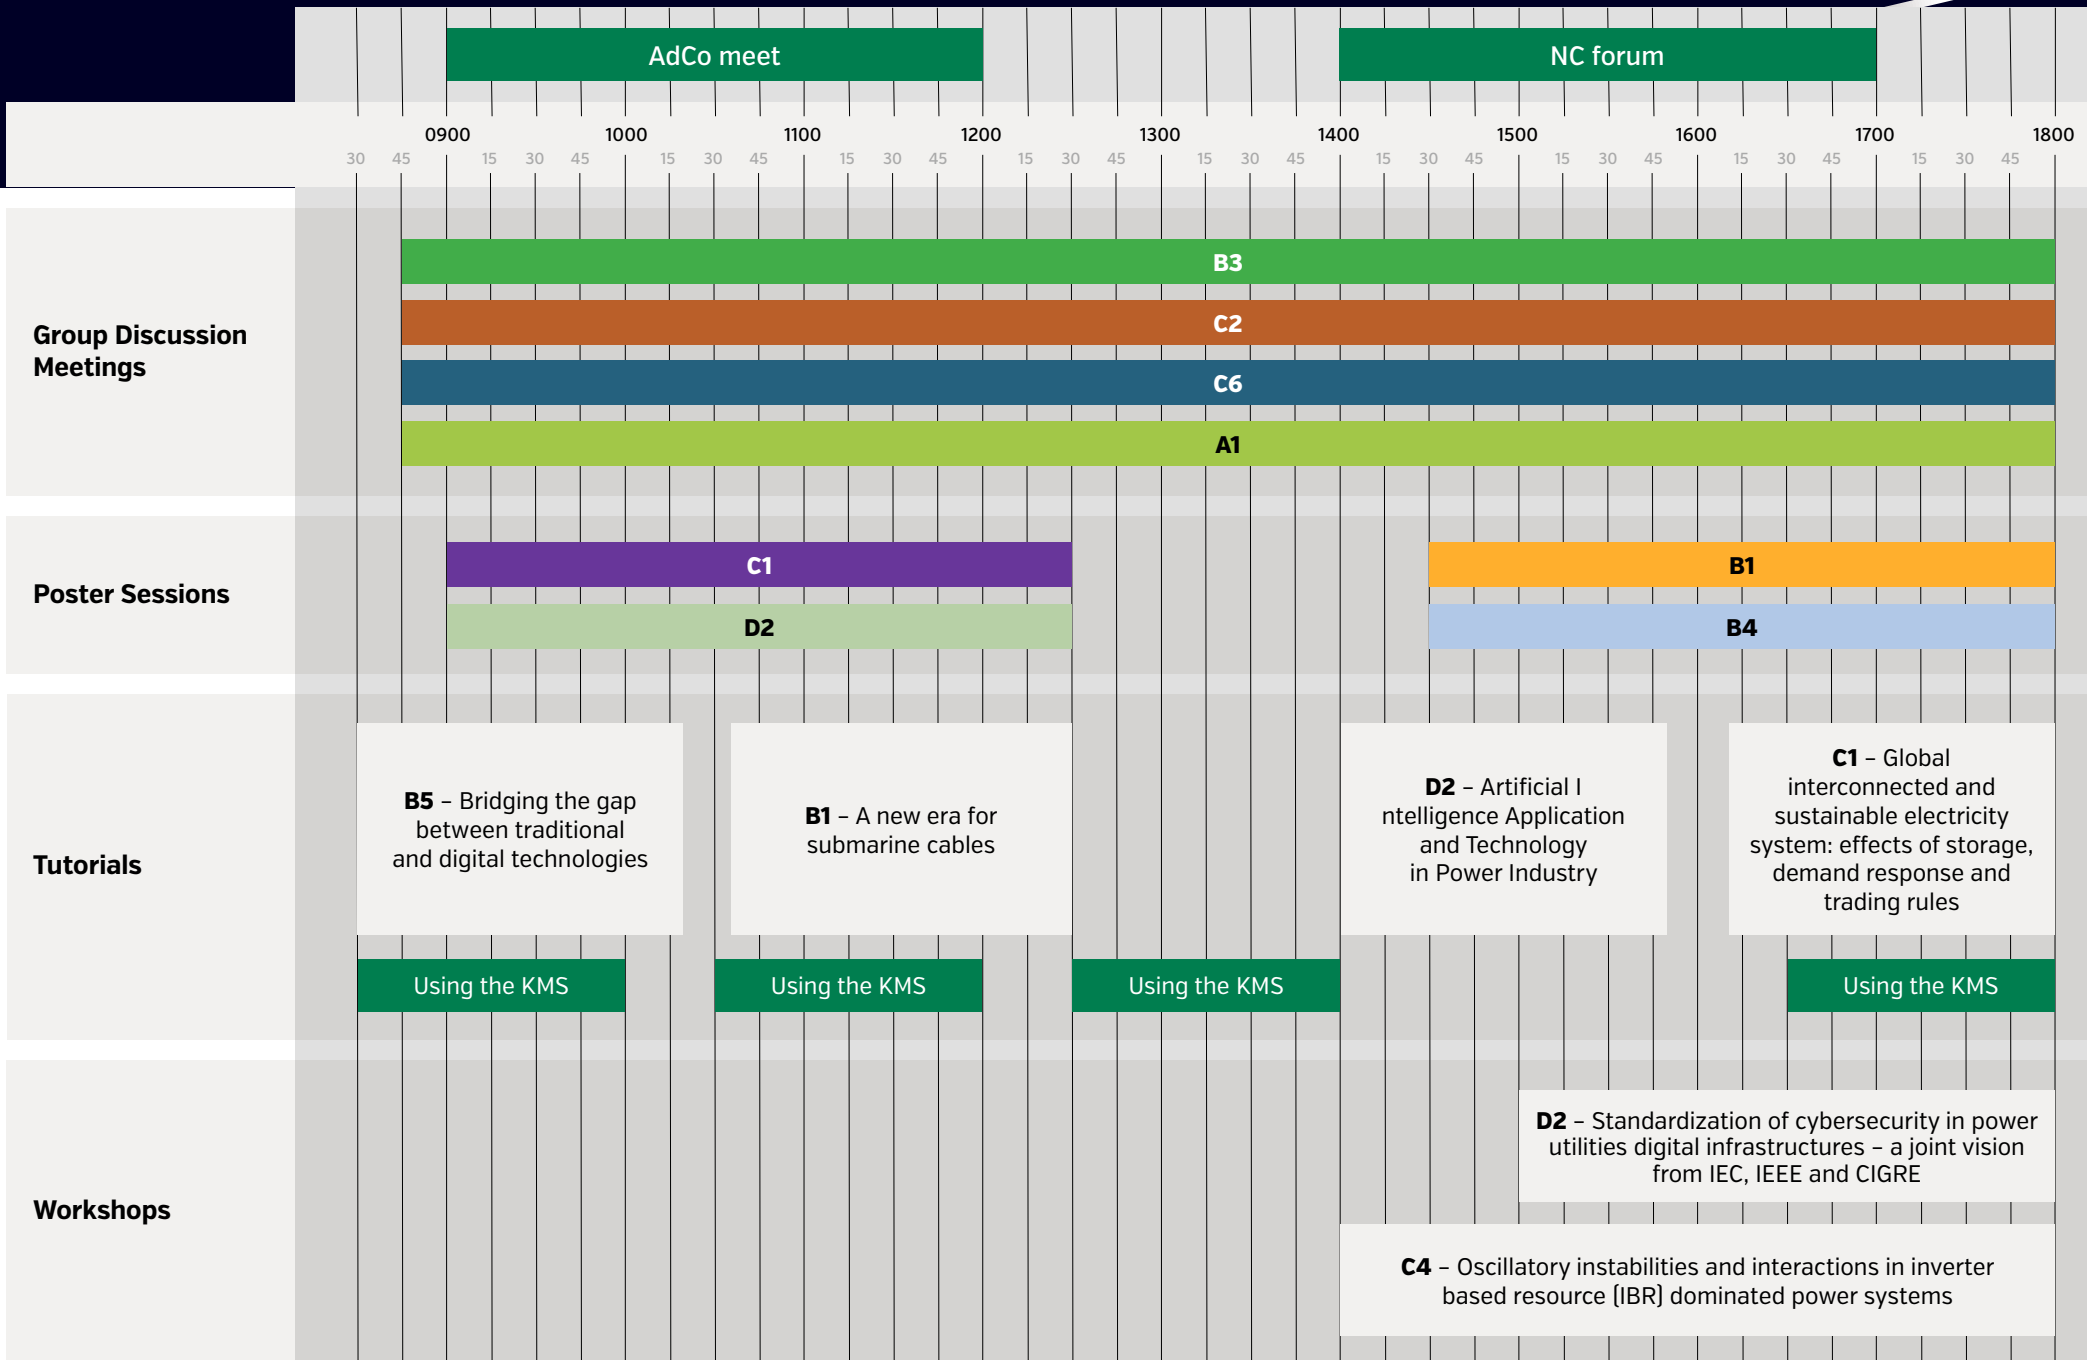 AdCo meet
NC forum
0900 1000 1100 1200 1300 1400 1500 1600 1700 1800
30 45 15 30 45 15 30 45 15 30 45 15 30 45 15 30 45 15 30 45 15 30 45 15 30 45 15 30 45
Group Discussion
Meetings
B3
C2
C6
A1
Poster Sessions
C1
B1
D2
B4
Tutorials
B5 – Bridging the gap
between traditional
and digital technologies
B1 – A new era for
submarine cables
D2 – Artificial I
ntelligence Application
and Technology
in Power Industry
C1 – Global
interconnected and
sustainable electricity
system: effects of storage,
demand response and
trading rules
Using the KMS
Using the KMS
Using the KMS
Using the KMS
Workshops
D2 – Standardization of cybersecurity in power
utilities digital infrastructures – a joint vision
from IEC, IEEE and CIGRE
C4 – Oscillatory instabilities and interactions in inverter
based resource (IBR) dominated power systems